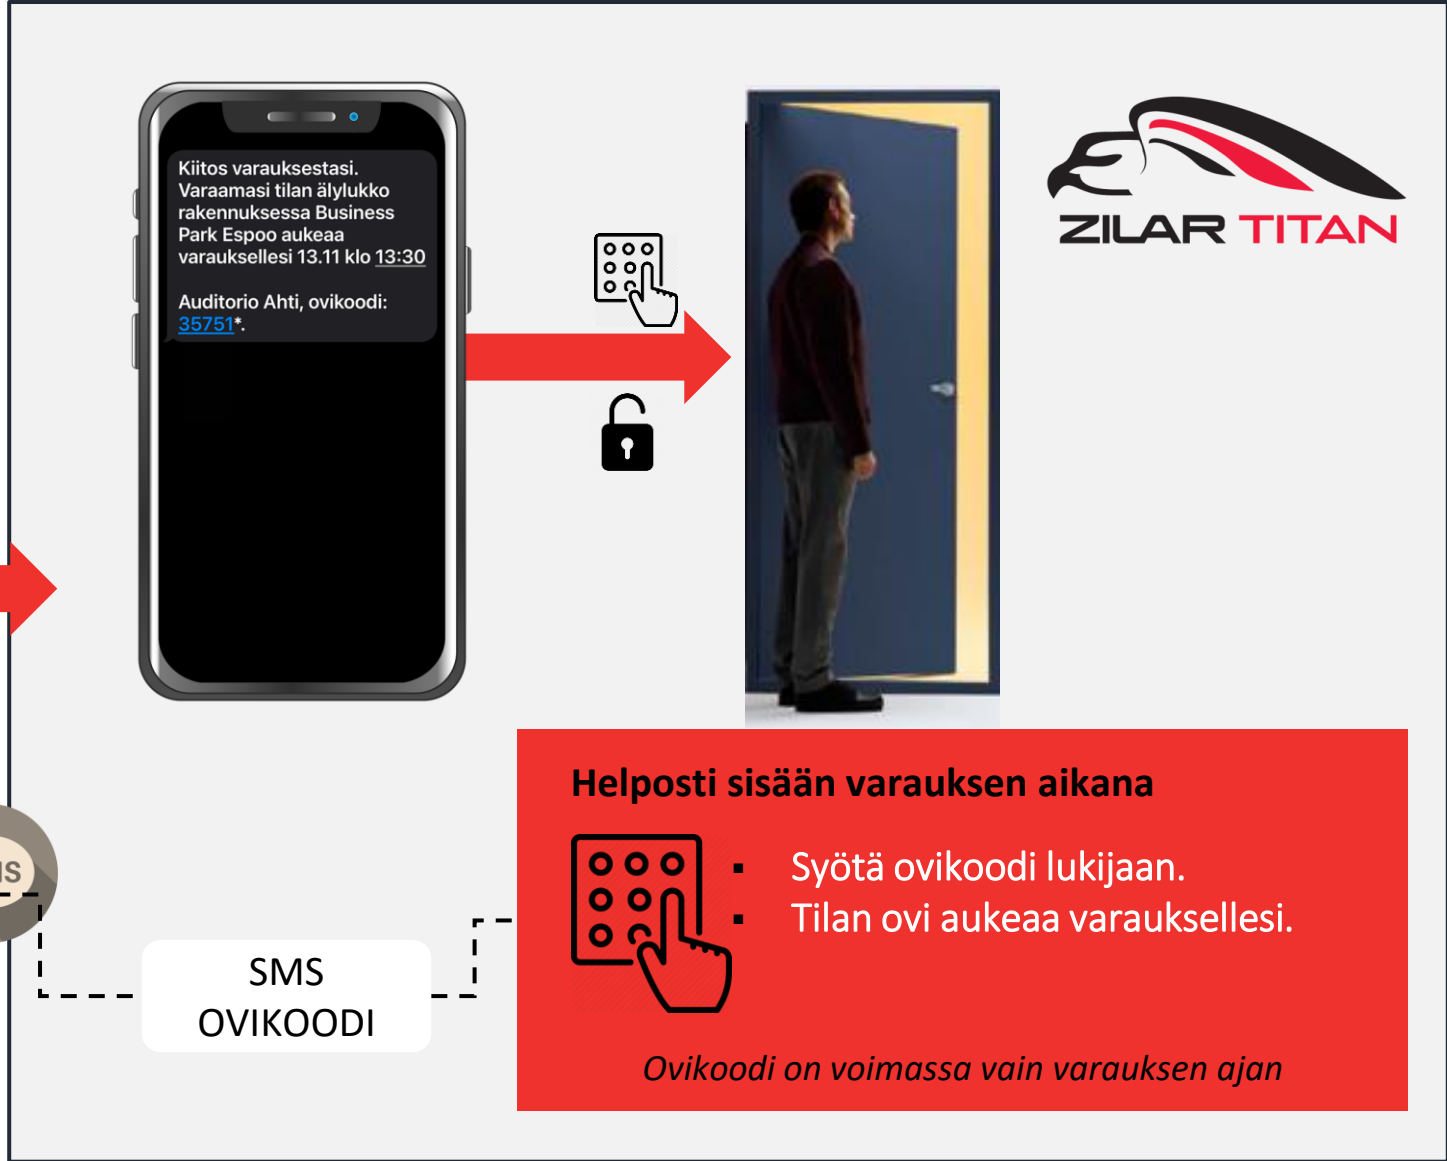 Kiitos varauksestasi.
Varaamasi tilan älylukko
rakennuksessa Business
Park Espoo aukeaa
varauksellesi 13.11 klo 13:30
Auditorio Ahti, ovikoodi:
35751*.
ZILAR TITAN
Helposti sisään varauksen aikana
▪ Syötä ovikoodi lukijaan.
▪ Tilan ovi aukeaa varauksellesi.
Ovikoodi on voimassa vain varauksen ajan
SMS
OVIKOODI